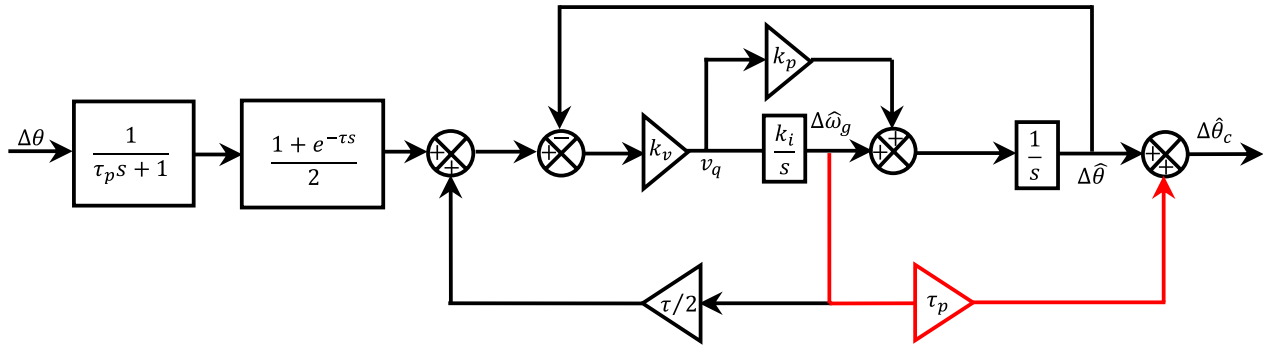 Δθ
1
τ_p s + 1
1 + e^{−τs}
2
+
+
−
+
k_v
v_q
k_p
k_i
s
Δω̂_g
+
+
1
s
Δθ̂
+
+
Δθ̂_c
τ/2
τ_p